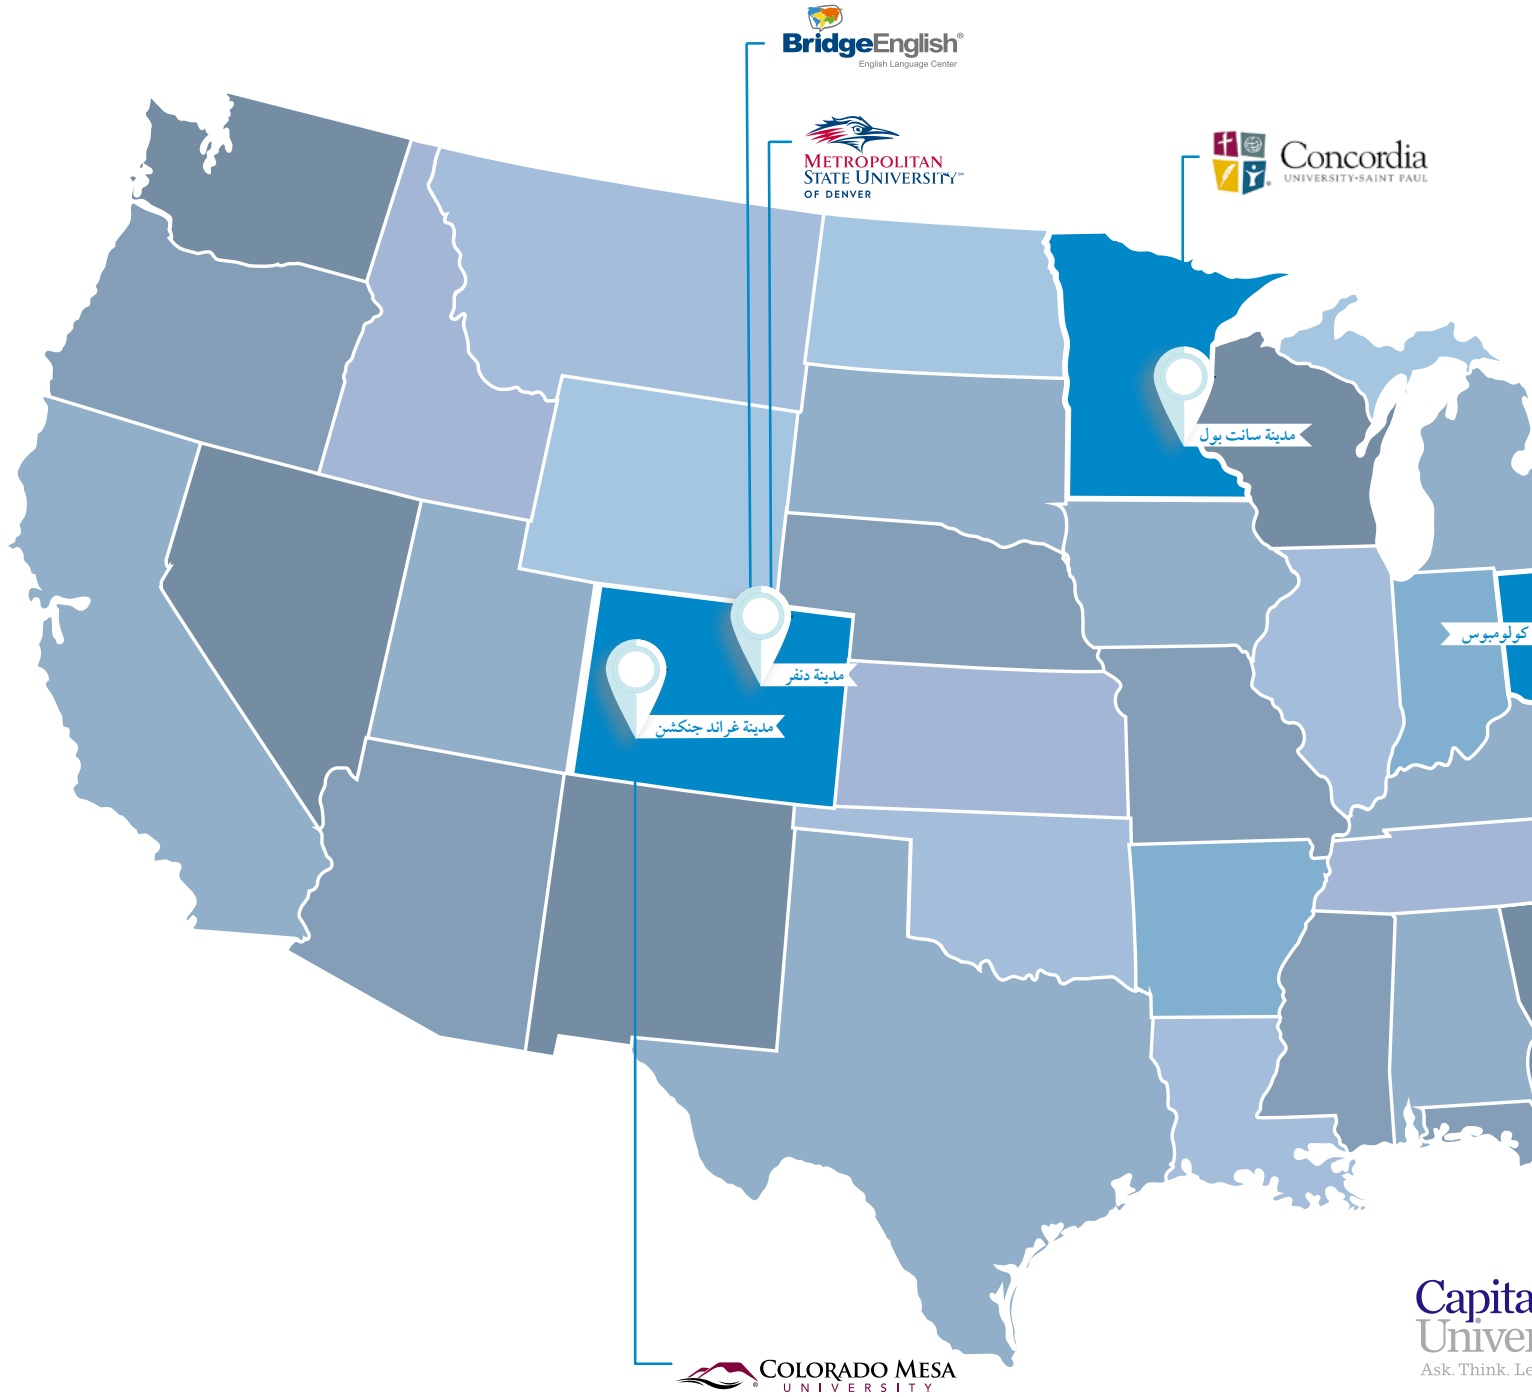 BridgeEnglish®
English Language Center
METROPOLITAN
STATE UNIVERSITY℠
OF DENVER
Concordia
UNIVERSITY•SAINT PAUL
مدينة سانت بول
كولومبوس
مدينة دنفر
مدينة غراند جنكشن
Capita
Univer
Ask. Think. Le
COLORADO MESA
UNIVERSITY